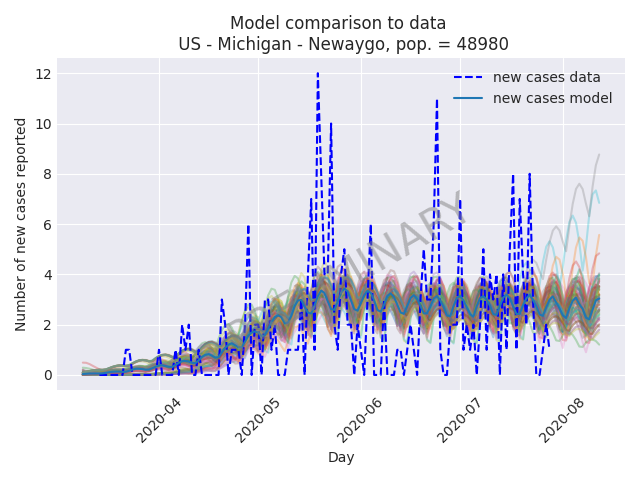 Model comparison to data
US - Michigan - Newaygo, pop. = 48980
new cases data
new cases model
Number of new cases reported
12
10
8
6
4
2
0
2020-04
2020-05
2020-06
2020-07
2020-08
Day